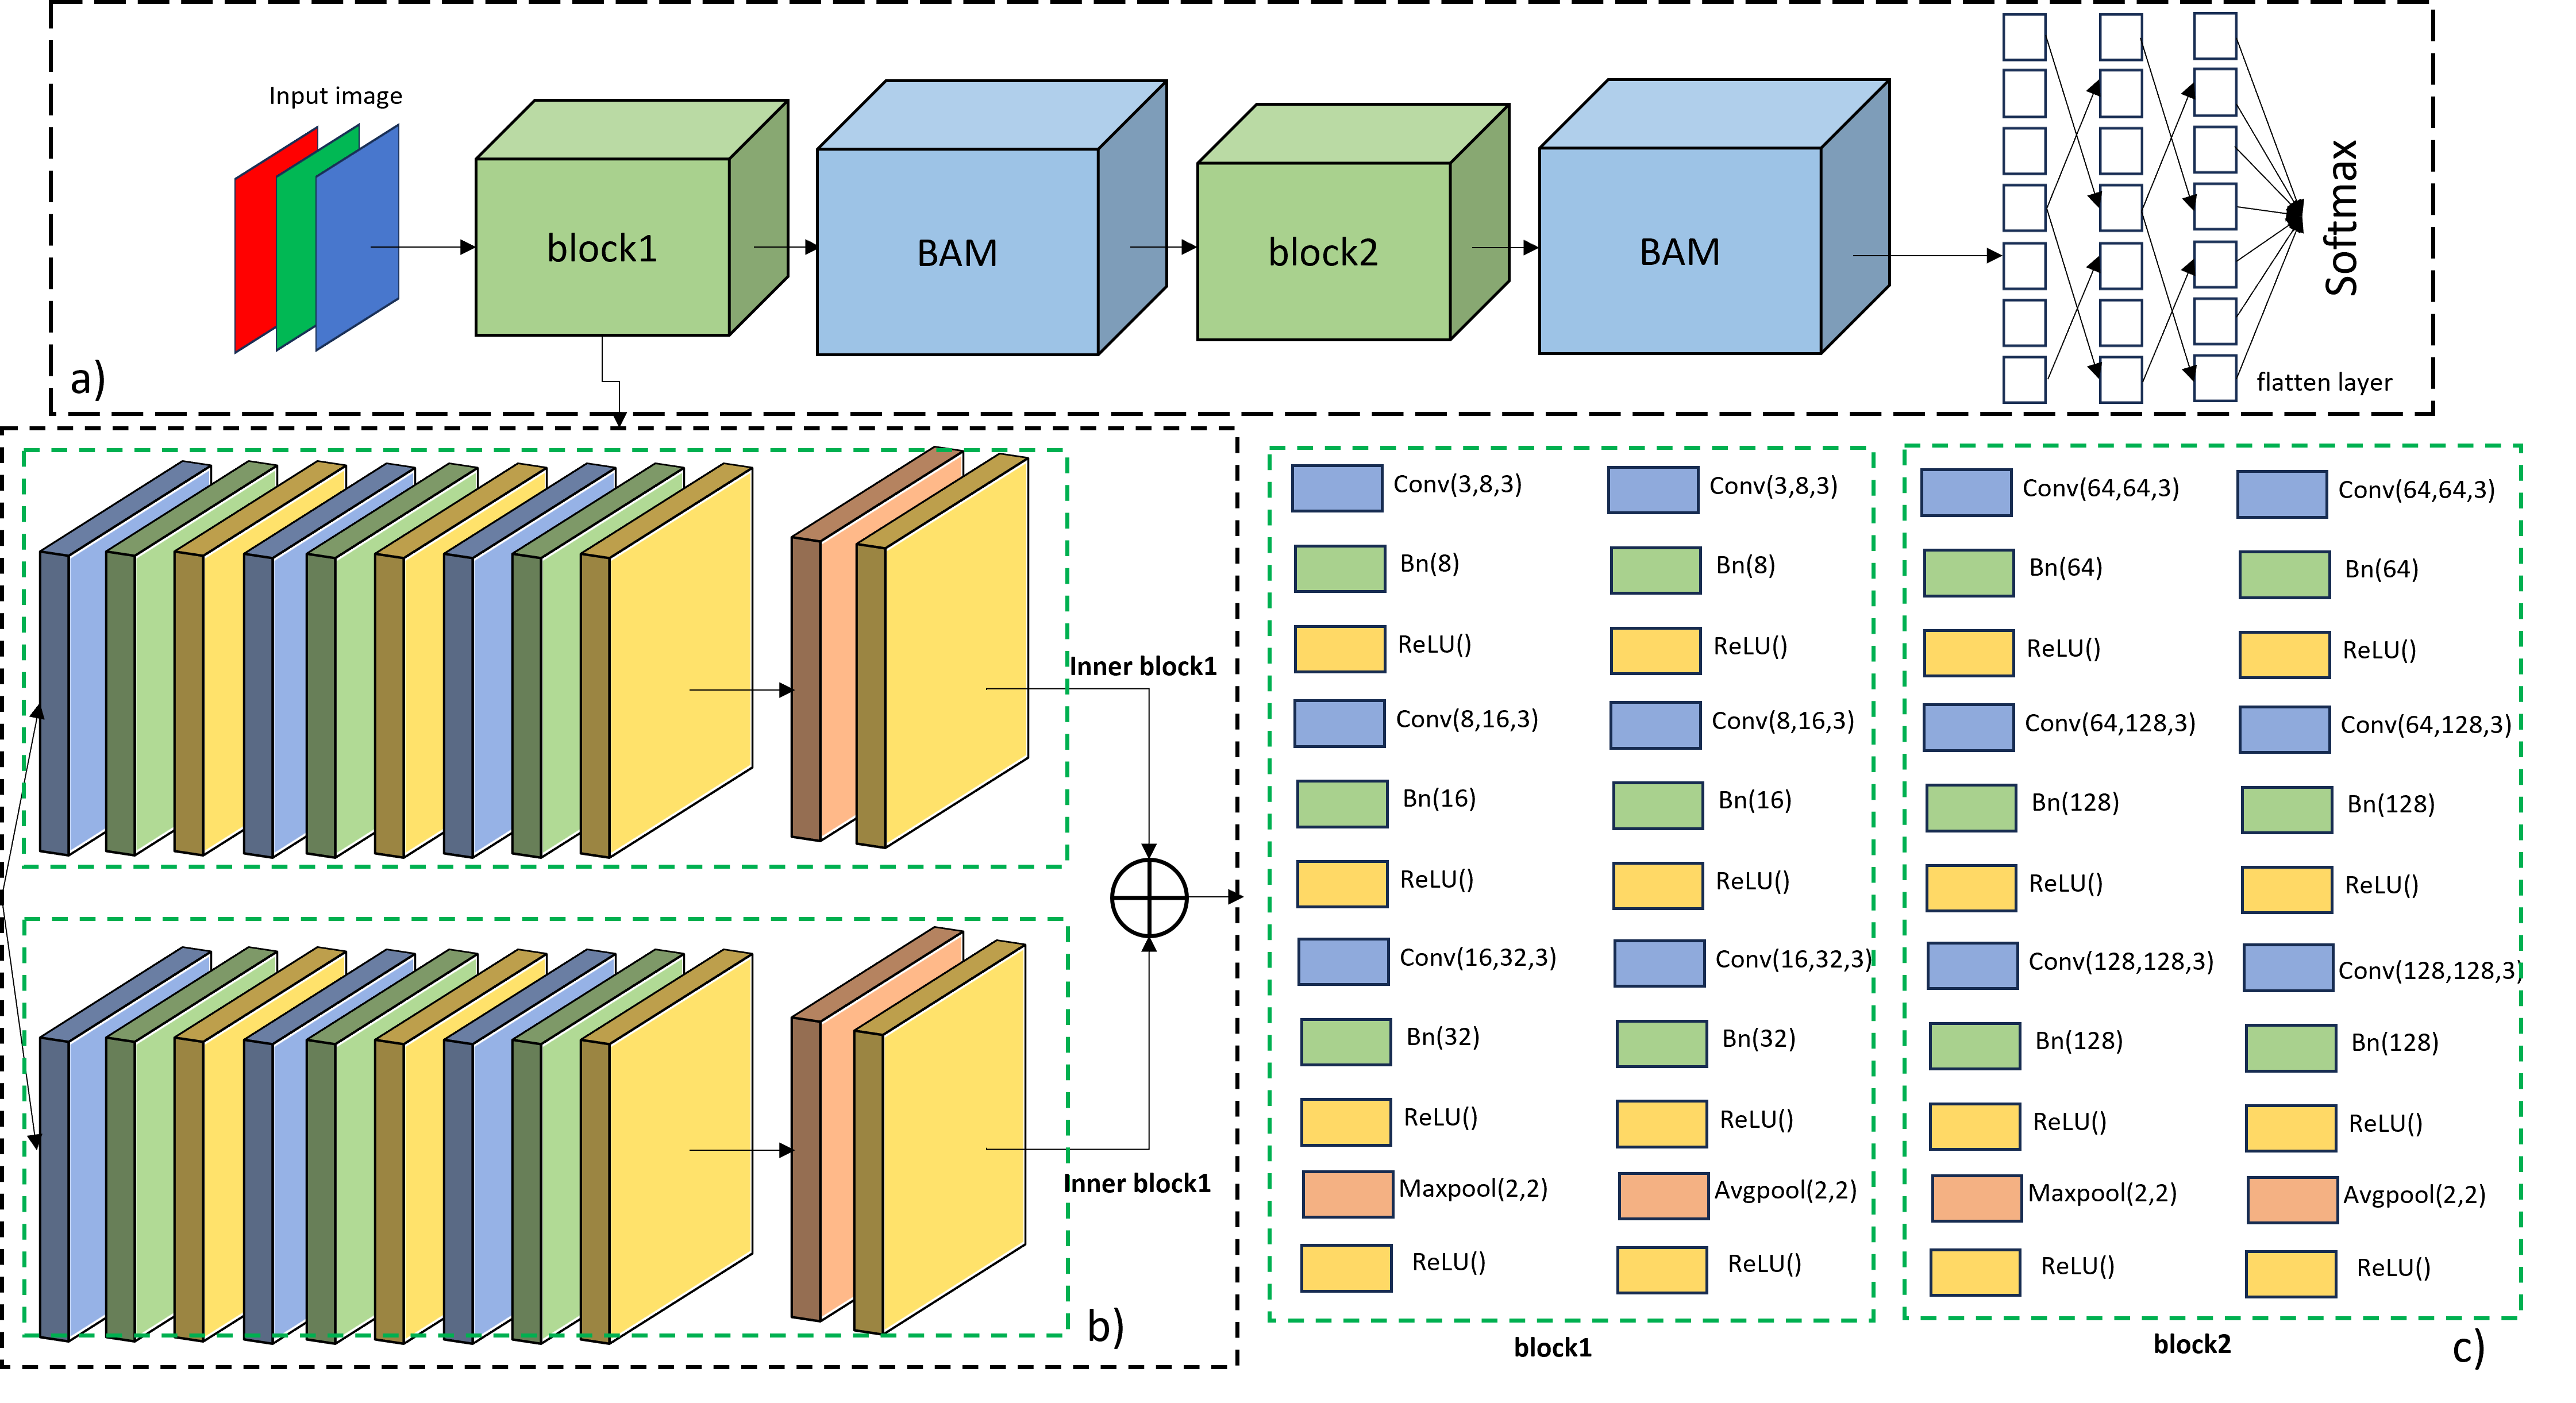 Input image
block1
BAM
block2
BAM
Softmax
flatten layer
a)
Inner block1
Inner block1
b)
Conv(3,8,3)
Bn(8)
ReLU()
Conv(8,16,3)
Bn(16)
ReLU()
Conv(16,32,3)
Bn(32)
ReLU()
Maxpool(2,2)
ReLU()
Conv(3,8,3)
Bn(8)
ReLU()
Conv(8,16,3)
Bn(16)
ReLU()
Conv(16,32,3)
Bn(32)
ReLU()
Avgpool(2,2)
ReLU()
block1
Conv(64,64,3)
Bn(64)
ReLU()
Conv(64,128,3)
Bn(128)
ReLU()
Conv(128,128,3)
Bn(128)
ReLU()
Maxpool(2,2)
ReLU()
Conv(64,64,3)
Bn(64)
ReLU()
Conv(64,128,3)
Bn(128)
ReLU()
Conv(128,128,3)
Bn(128)
ReLU()
Avgpool(2,2)
ReLU()
block2
c)